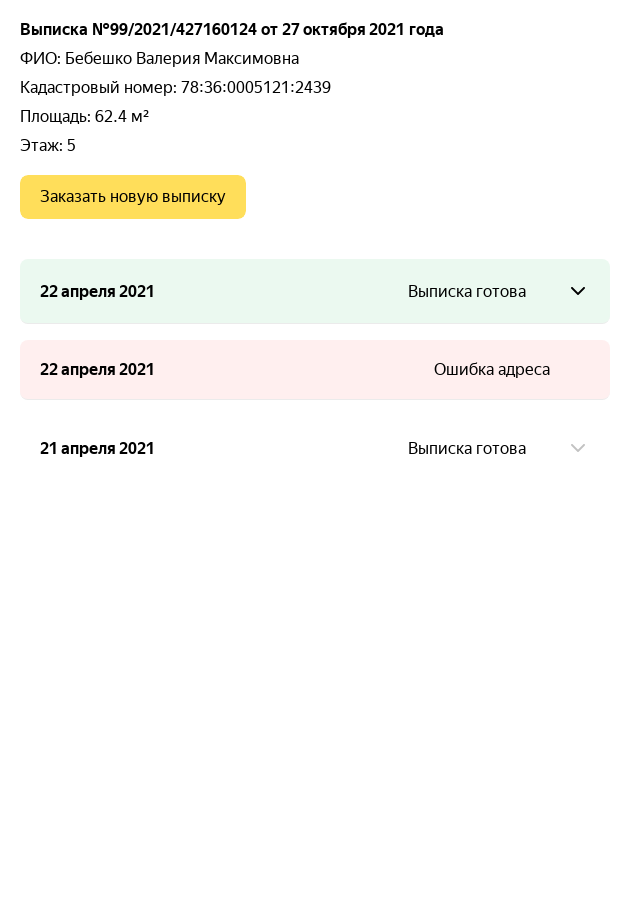 Выписка №99/2021/427160124 от 27 октября 2021 года
ФИО: Бебешко Валерия Максимовна
Кадастровый номер: 78:36:0005121:2439
Площадь: 62.4 м²
Этаж: 5
Заказать новую выписку
22 апреля 2021 Выписка готова
22 апреля 2021 Ошибка адреса
21 апреля 2021 Выписка готова